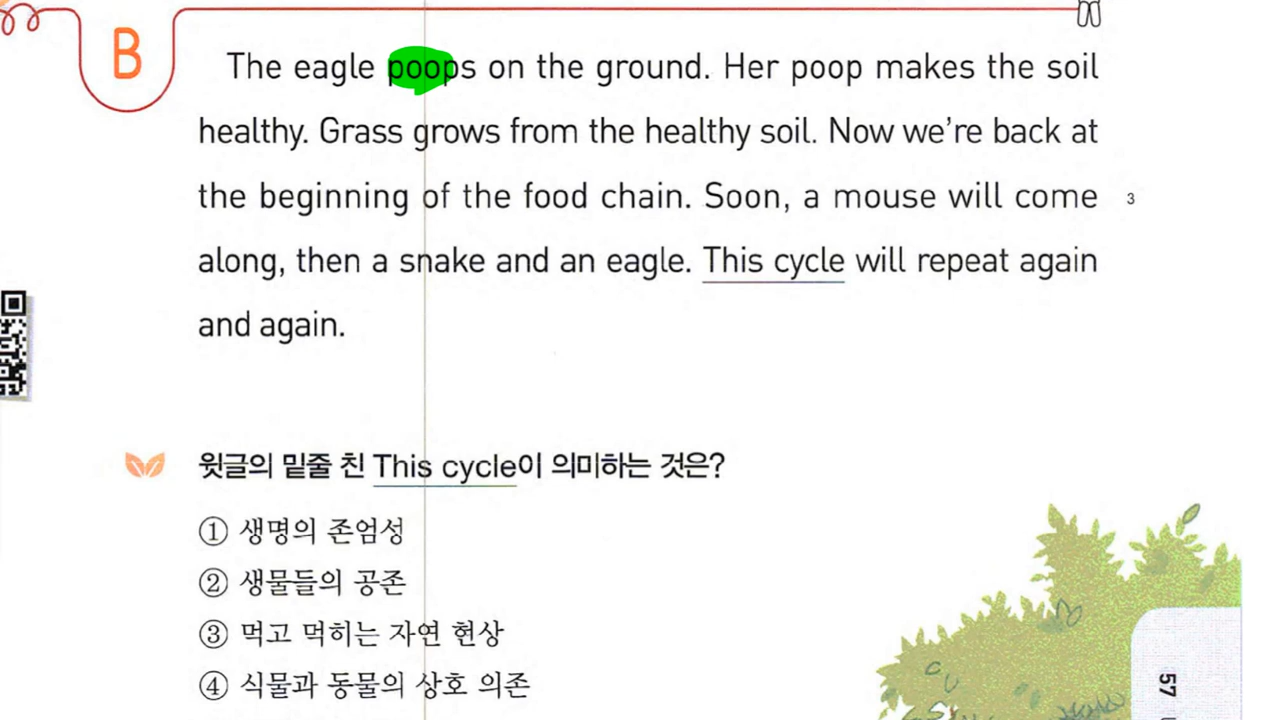 B
The eagle poops on the ground. Her poop makes the soil
healthy. Grass grows from the healthy soil. Now we're back at
the beginning of the food chain. Soon, a mouse will come 3
along, then a snake and an eagle. This cycle will repeat again
and again.
윗글의 밑줄 친 This cycle이 의미하는 것은?
① 생명의 존엄성
② 생물들의 공존
③ 먹고 먹히는 자연 현상
④ 식물과 동물의 상호 의존
57